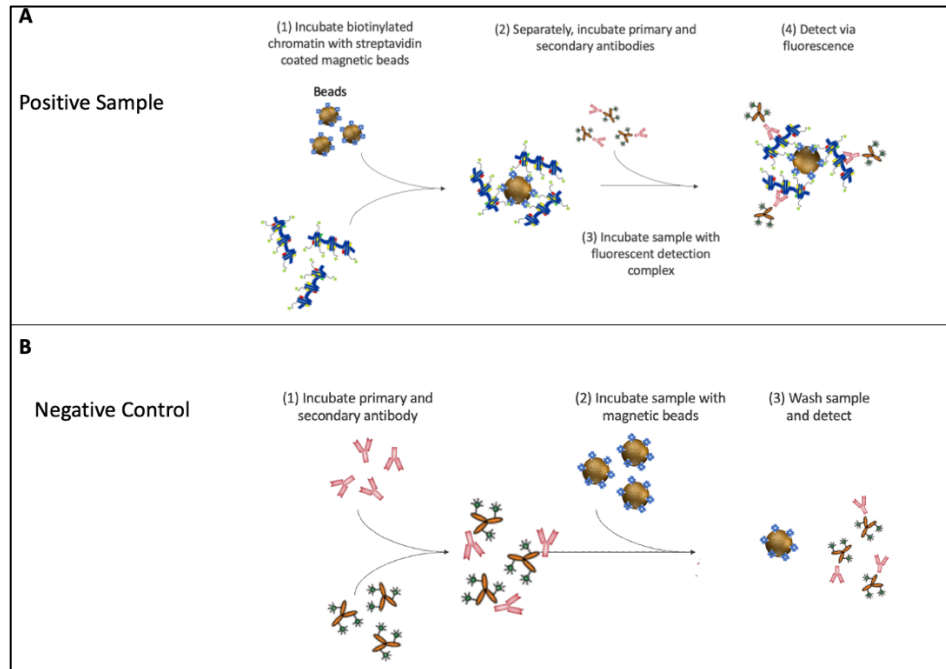 A
Positive Sample
(1) Incubate biotinylated
chromatin with streptavidin
coated magnetic beads
Beads
(2) Separately, incubate primary and
secondary antibodies
(3) Incubate sample with
fluorescent detection
complex
(4) Detect via
fluorescence
B
Negative Control
(1) Incubate primary and
secondary antibody
(2) Incubate sample with
magnetic beads
(3) Wash sample
and detect